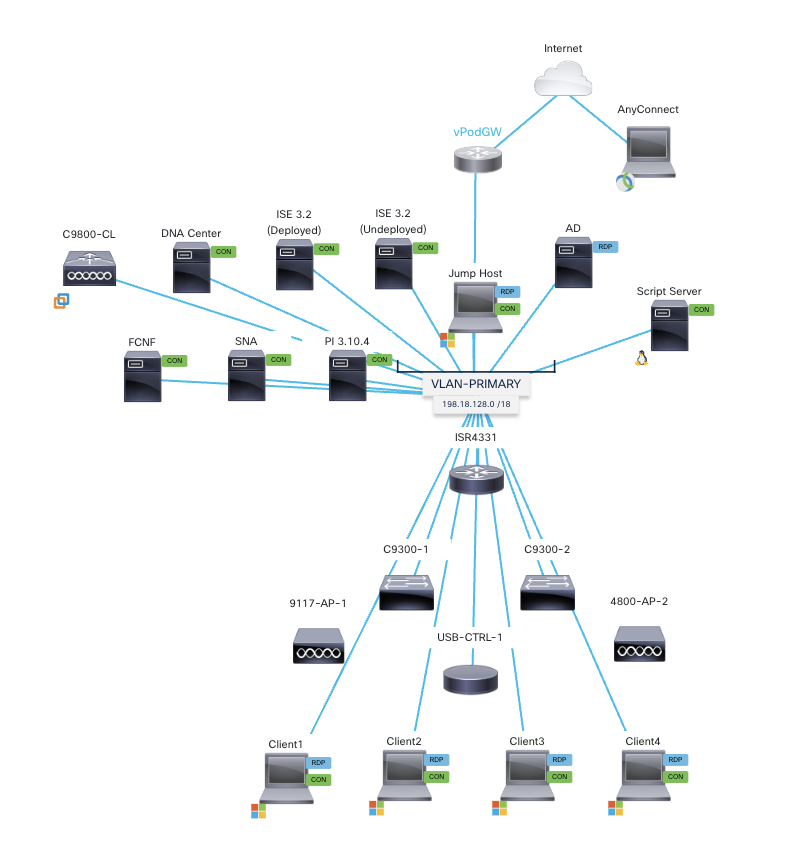 Internet
AnyConnect
vPodGW
ISE 3.2
(Deployed)
CON
ISE 3.2
(Undeployed)
CON
AD
RDP
C9800-CL
DNA Center
CON
Jump Host
RDP
CON
Script Server
CON
FCNF
CON
SNA
CON
PI 3.10.4
CON
VLAN-PRIMARY
198.18.128.0 /18
ISR4331
C9300-1
C9300-2
9117-AP-1
4800-AP-2
USB-CTRL-1
Client1
RDP
CON
Client2
RDP
CON
Client3
RDP
CON
Client4
RDP
CON